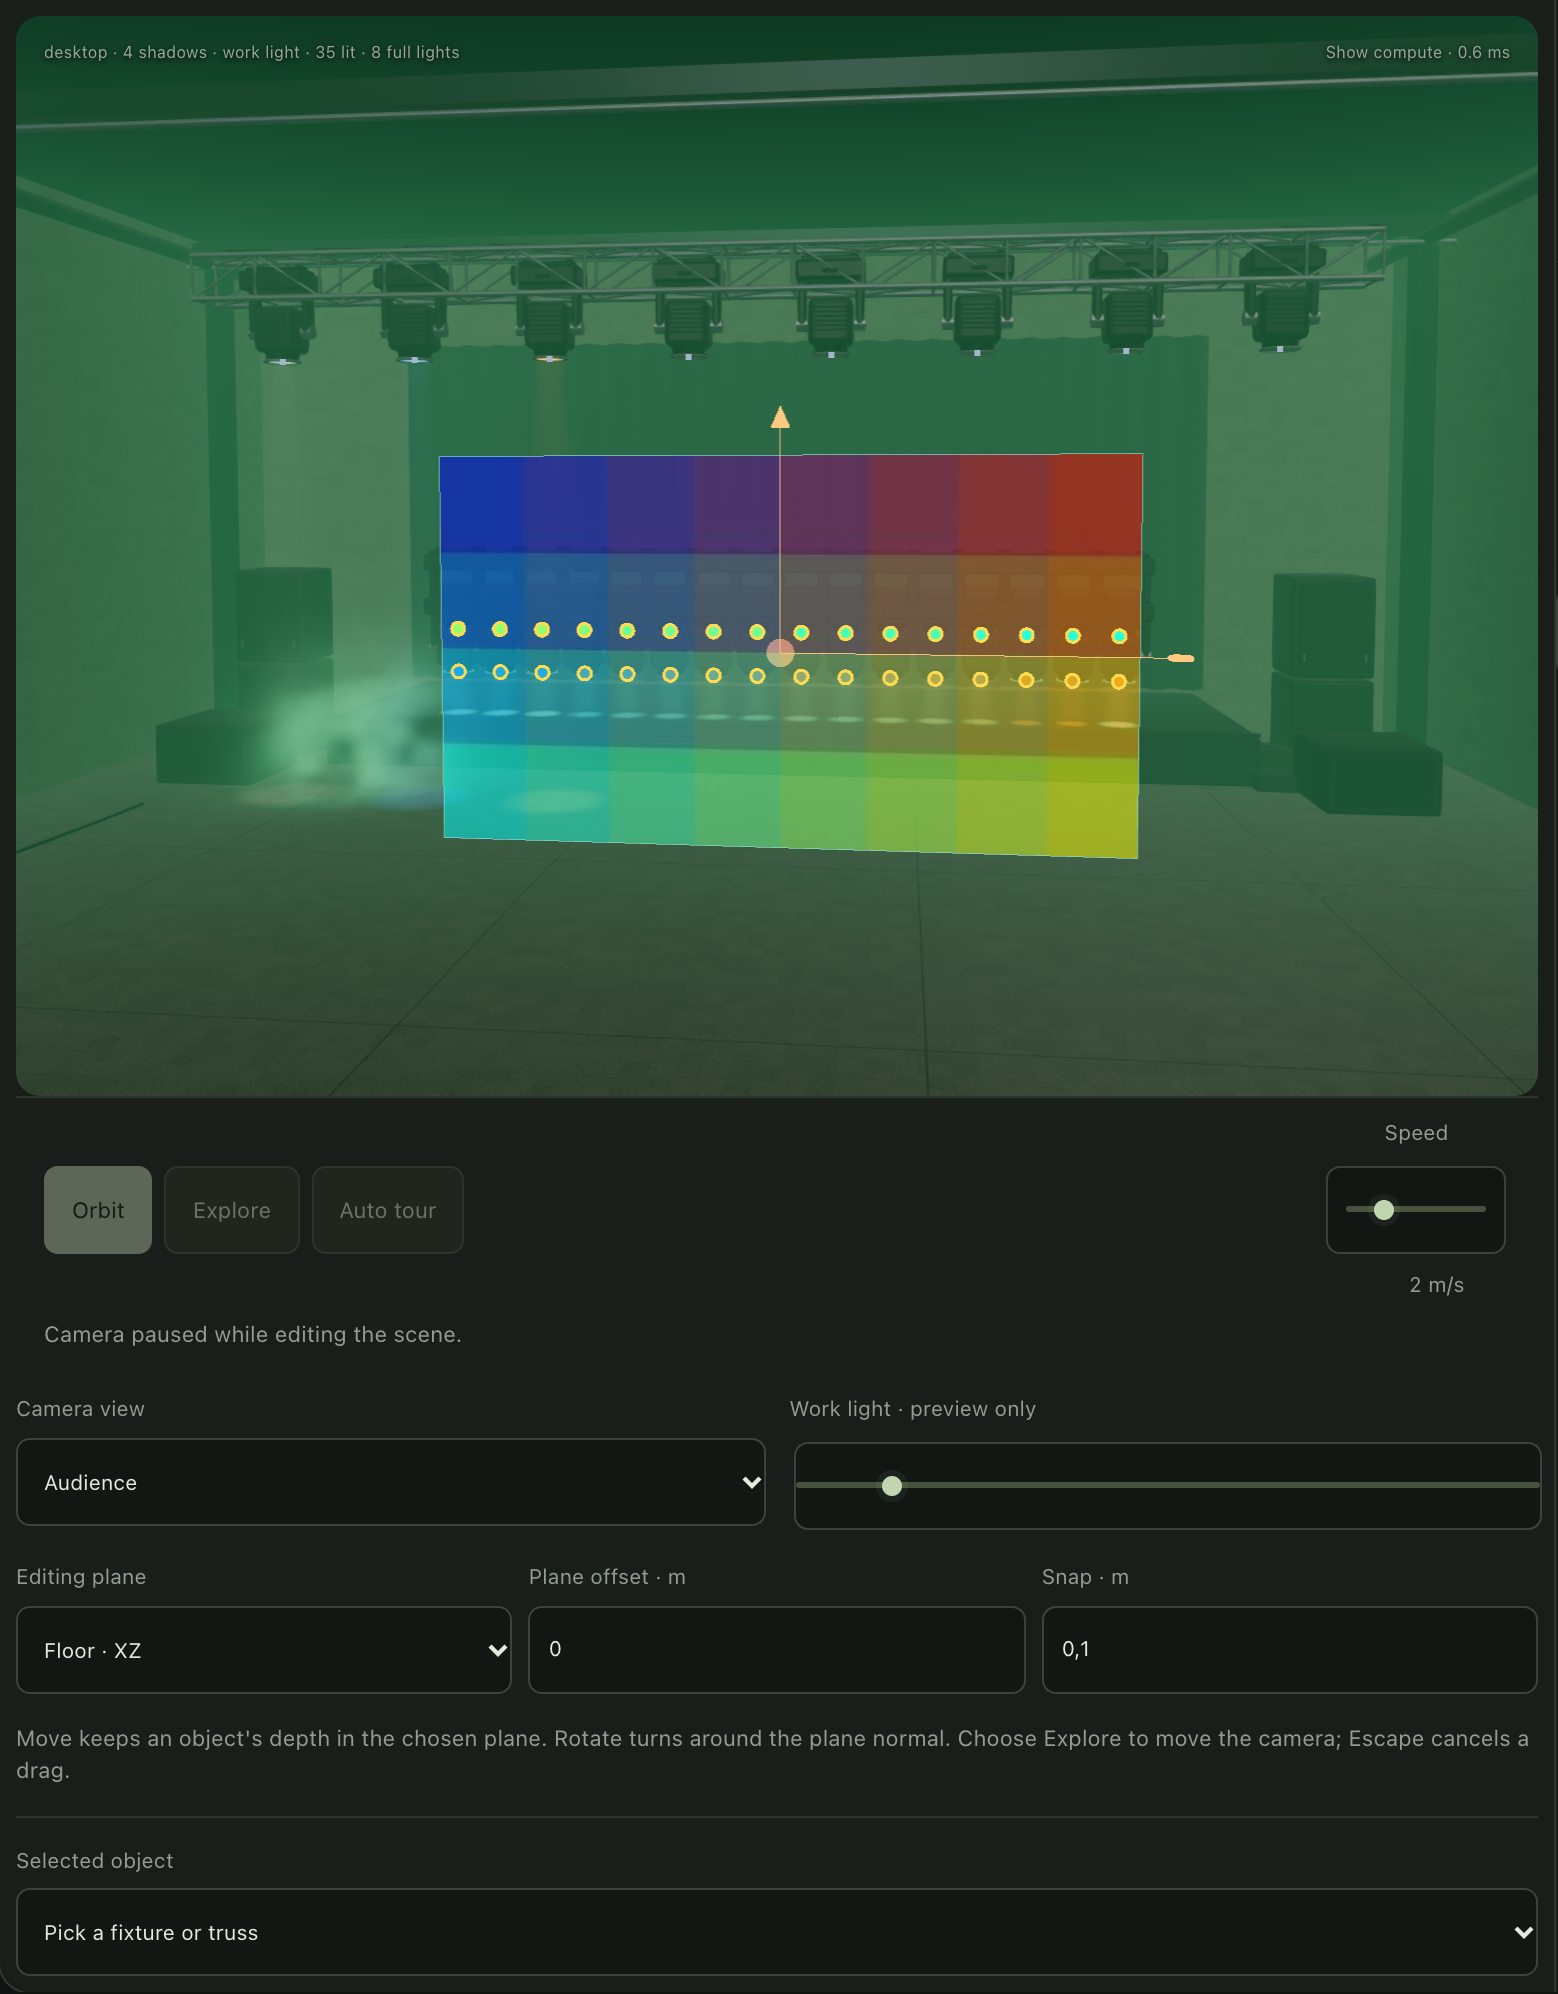 desktop · 4 shadows · work light · 35 lit · 8 full lights
Show compute · 0.6 ms
Speed
Orbit
Explore
Auto tour
2 m/s
Camera paused while editing the scene.
Camera view
Work light · preview only
Audience
Editing plane
Plane offset · m
Snap · m
Floor · XZ
0
0,1
Move keeps an object's depth in the chosen plane. Rotate turns around the plane normal. Choose Explore to move the camera; Escape cancels a
drag.
Selected object
Pick a fixture or truss